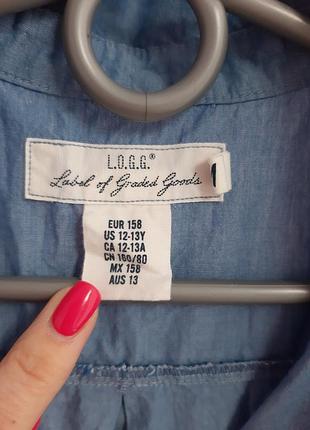 L.O.G.G.®
Label of Graded Goods
EUR 158
US 12-13Y
CA 12-13A
CN 160/80
MX 158
AUS 13